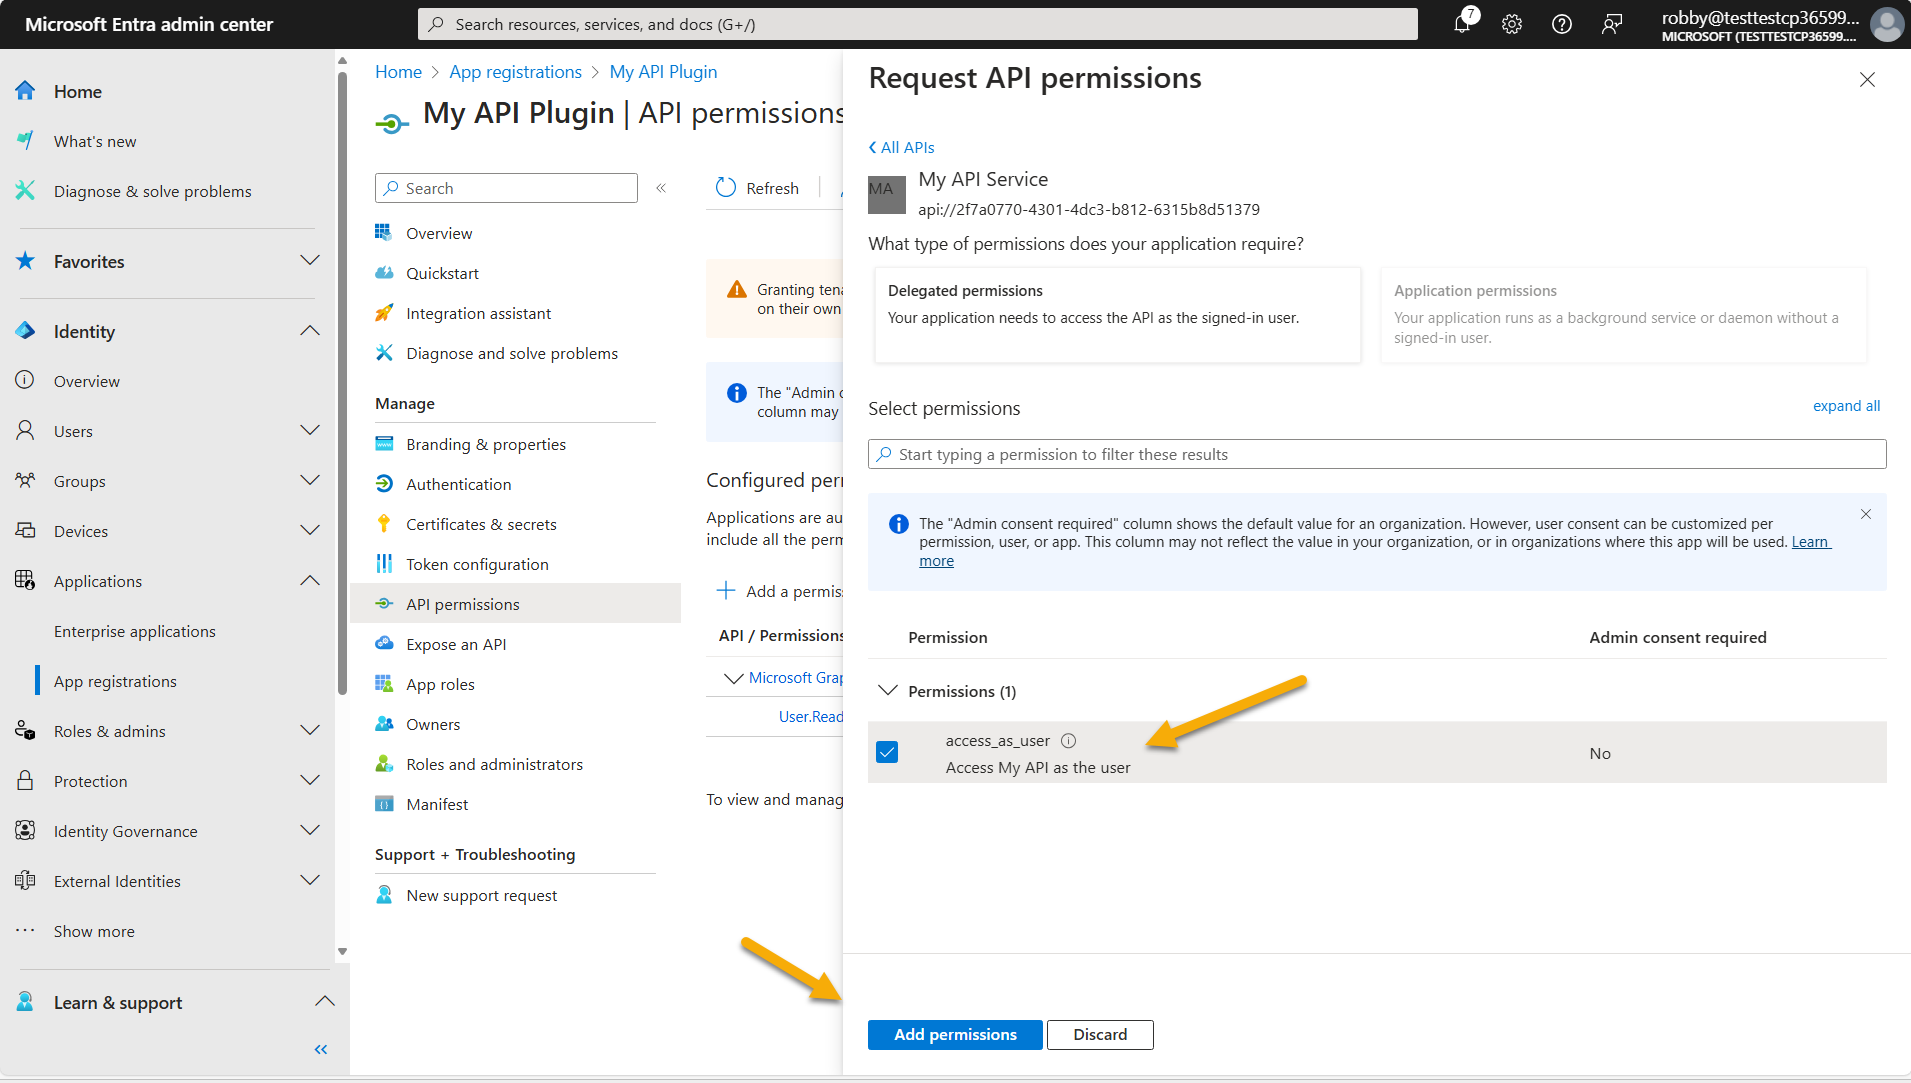 Microsoft Entra admin center
Search resources, services, and docs (G+/)
7
robby@testtestcp36599...
MICROSOFT (TESTTESTCP36599....
Home
What's new
Diagnose & solve problems
Favorites
Identity
Overview
Users
Groups
Devices
Applications
Enterprise applications
App registrations
Roles & admins
Protection
Identity Governance
External Identities
Show more
Learn & support
Home > App registrations > My API Plugin
My API Plugin | API permissions
Search
Overview
Quickstart
Integration assistant
Diagnose and solve problems
Manage
Branding & properties
Authentication
Certificates & secrets
Token configuration
API permissions
Expose an API
App roles
Owners
Roles and administrators
Manifest
Support + Troubleshooting
New support request
Refresh
Granting tena
on their own
The "Admin c
column may
Configured perr
Applications are au
include all the perm
Add a permis
API / Permissions
Microsoft Grap
User.Read
To view and manag
Request API permissions
All APIs
MA
My API Service
api://2f7a0770-4301-4dc3-b812-6315b8d51379
What type of permissions does your application require?
Delegated permissions
Your application needs to access the API as the signed-in user.
Application permissions
Your application runs as a background service or daemon without a
signed-in user.
Select permissions
expand all
Start typing a permission to filter these results
The "Admin consent required" column shows the default value for an organization. However, user consent can be customized per
permission, user, or app. This column may not reflect the value in your organization, or in organizations where this app will be used. Learn
more
Permission
Admin consent required
Permissions (1)
access_as_user
Access My API as the user
No
Add permissions
Discard